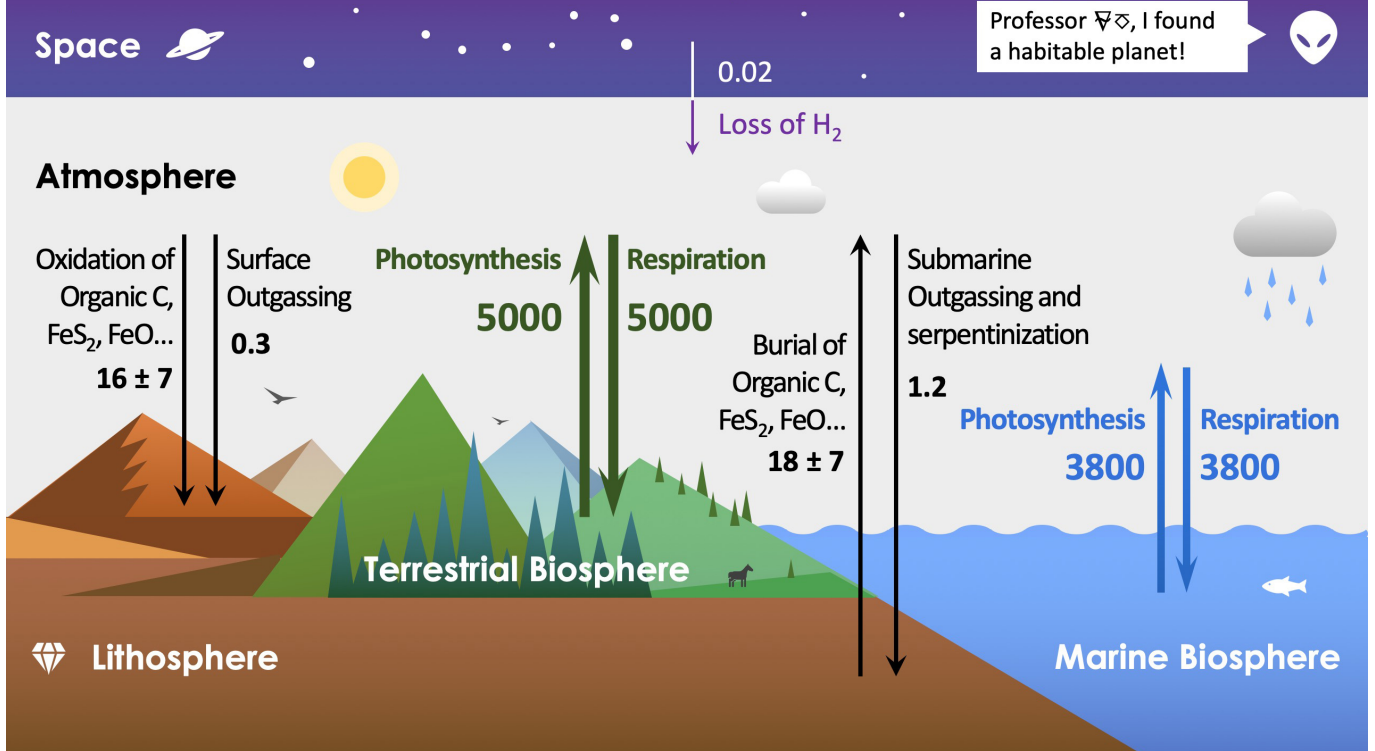 Space
Professor , I found
a habitable planet!
0.02
Loss of H₂
Atmosphere
Oxidation of
Organic C,
FeS₂, FeO...
16 ± 7
Surface
Outgassing
0.3
Photosynthesis
5000
Respiration
5000
Burial of
Organic C,
FeS₂, FeO...
18 ± 7
Submarine
Outgassing and
serpentinization
1.2
Photosynthesis
3800
Respiration
3800
Terrestrial Biosphere
Lithosphere
Marine Biosphere